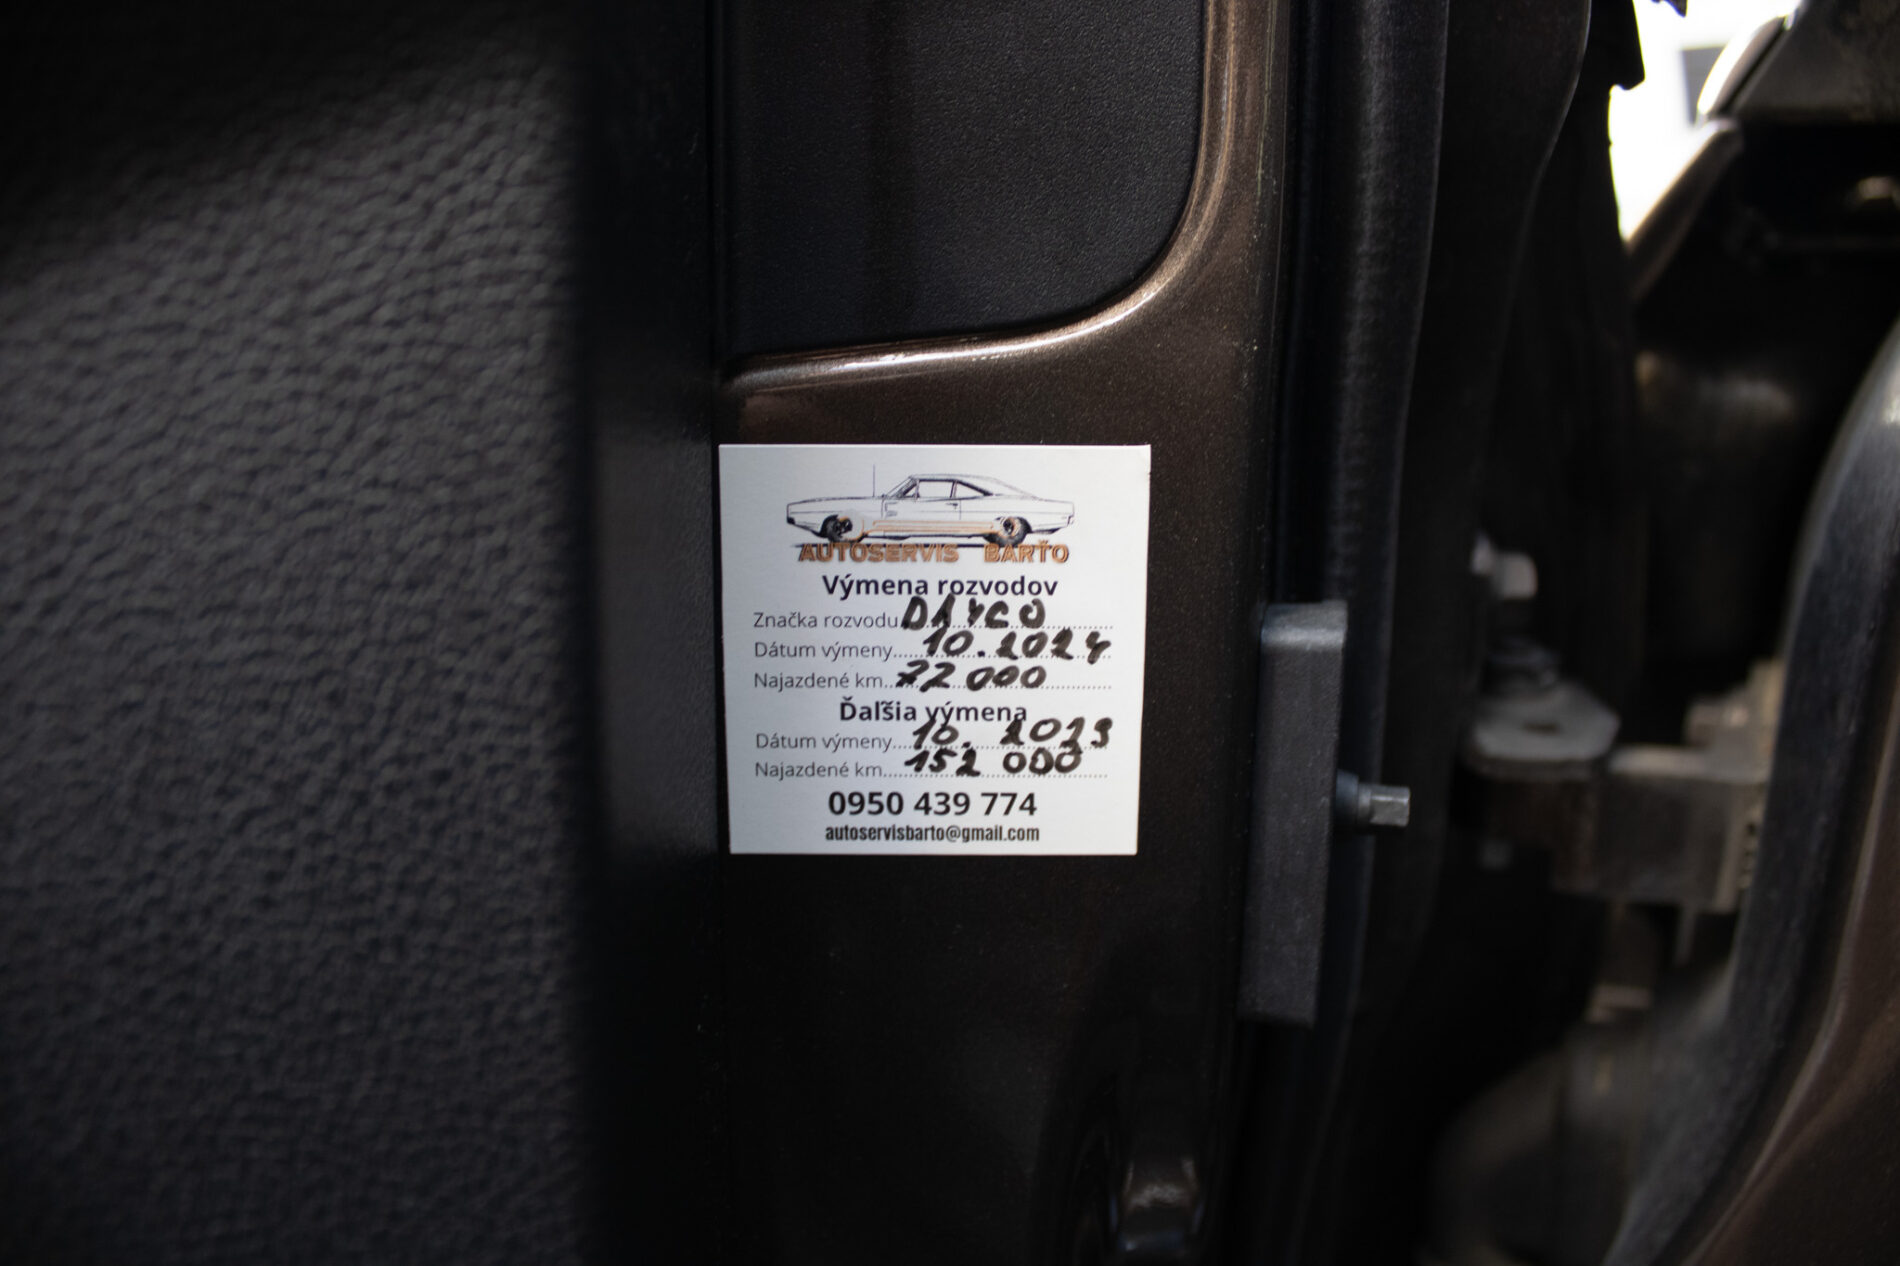 AUTOSERVIS BARŤO
Výmena rozvodov
Značka rozvodu DAYCO
Dátum výmeny 10.2024
Najazdené km 72 000
Ďaľšia výmena
Dátum výmeny 10. 2029
Najazdené km 152 000
0950 439 774
autoservisbarto@gmail.com